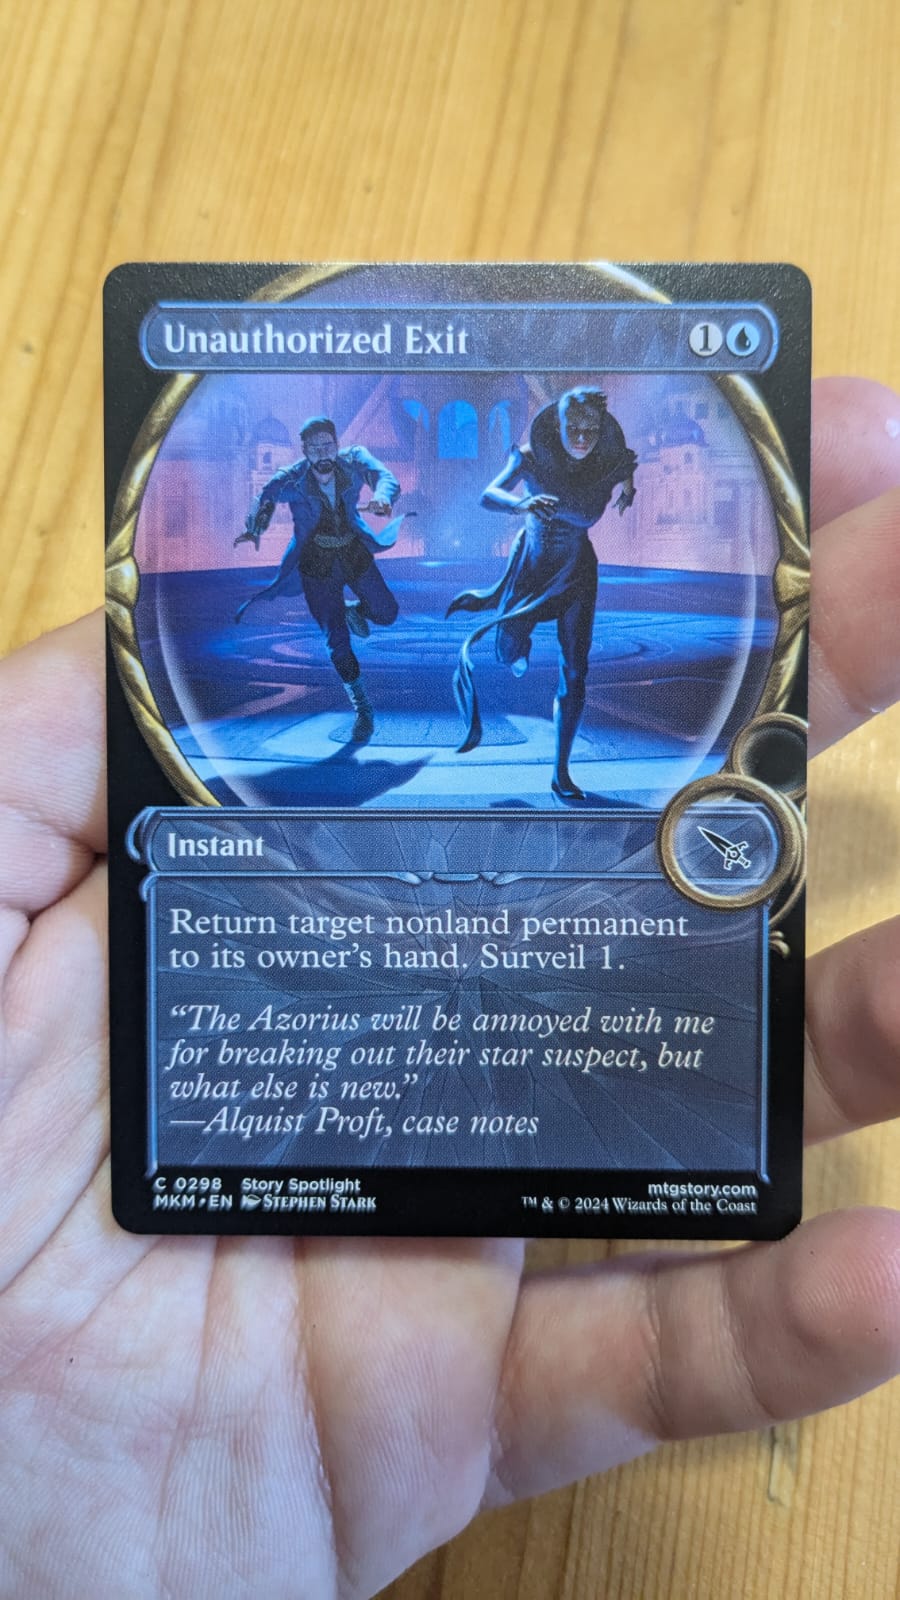 Unauthorized Exit 1
Instant
Return target nonland permanent
to its owner's hand. Surveil 1.
“The Azorius will be annoyed with me
for breaking out their star suspect, but
what else is new.”
—Alquist Proft, case notes
C 0298 Story Spotlight mtgstory.com
MKM • EN STEPHEN STARK ™ & © 2024 Wizards of the Coast